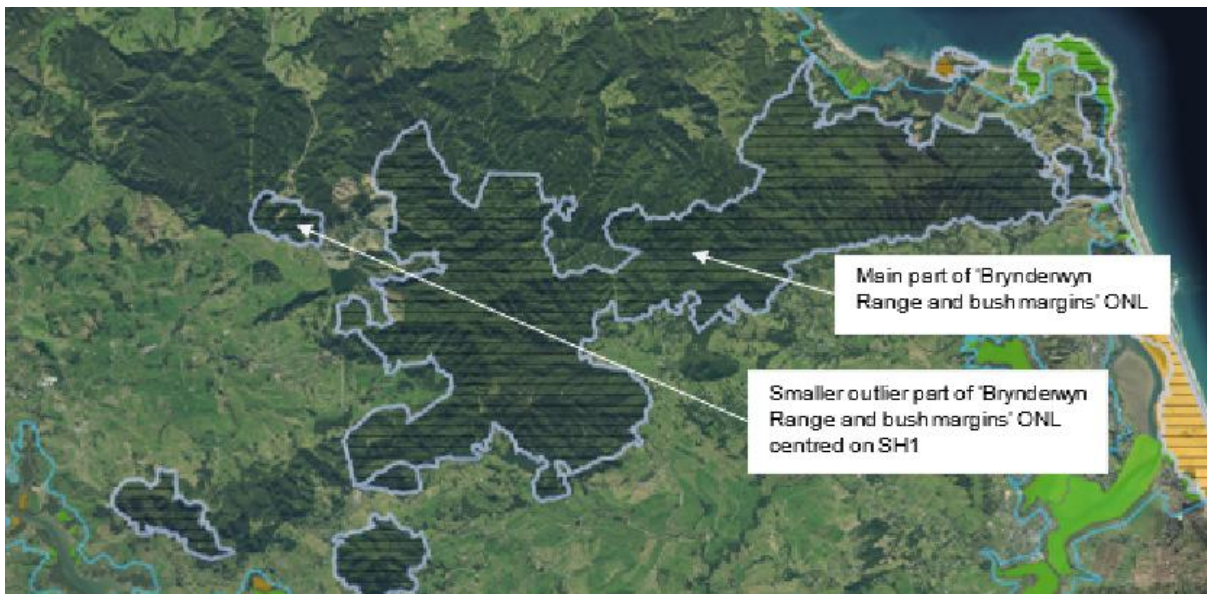 Main part of 'Brynderwyn
Range and bush margins' ONL
Smaller outlier part of 'Brynderwyn
Range and bush margins' ONL
centred on SH1